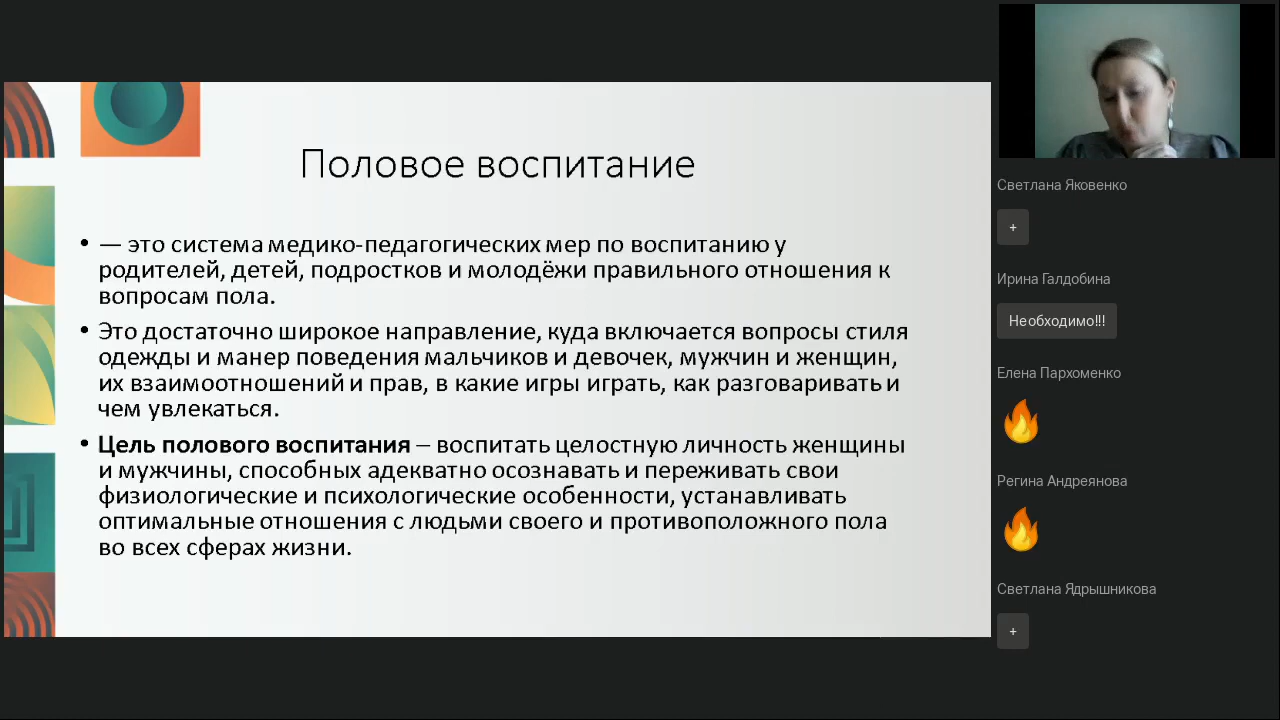 Половое воспитание
• — это система медико-педагогических мер по воспитанию у
родителей, детей, подростков и молодёжи правильного отношения к
вопросам пола.
• Это достаточно широкое направление, куда включается вопросы стиля
одежды и манер поведения мальчиков и девочек, мужчин и женщин,
их взаимоотношений и прав, в какие игры играть, как разговаривать и
чем увлекаться.
• Цель полового воспитания – воспитать целостную личность женщины
и мужчины, способных адекватно осознавать и переживать свои
физиологические и психологические особенности, устанавливать
оптимальные отношения с людьми своего и противоположного пола
во всех сферах жизни.
Светлана Яковенко
+
Ирина Галдобина
Необходимо!!!
Елена Пархоменко
🔥
Регина Андреянова
🔥
Светлана Ядрышникова
+